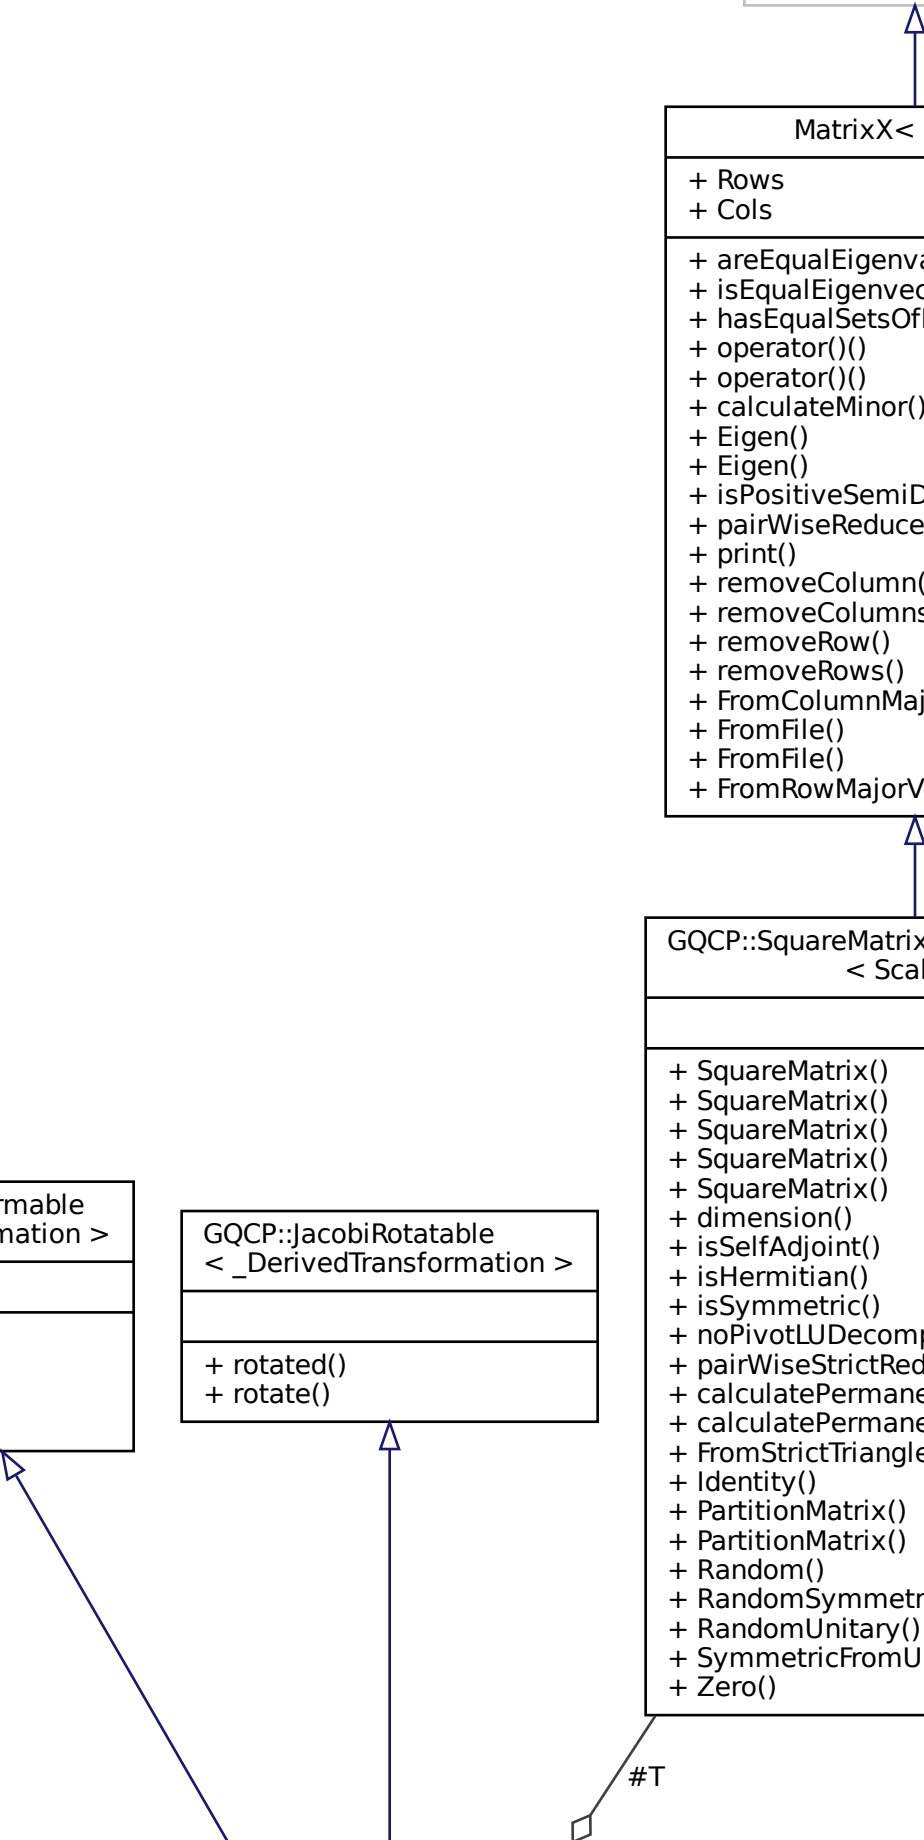 MatrixX<
+ Rows
+ Cols
+ areEqualEigenva
+ isEqualEigenvec
+ hasEqualSetsOf
+ operator()()
+ operator()()
+ calculateMinor()
+ Eigen()
+ Eigen()
+ isPositiveSemiD
+ pairWiseReduce
+ print()
+ removeColumn(
+ removeColumns
+ removeRow()
+ removeRows()
+ FromColumnMaj
+ FromFile()
+ FromFile()
+ FromRowMajorV
GQCP::SquareMatrix
< Scal
+ SquareMatrix()
+ SquareMatrix()
+ SquareMatrix()
+ SquareMatrix()
+ SquareMatrix()
+ dimension()
+ isSelfAdjoint()
+ isHermitian()
+ isSymmetric()
+ noPivotLUDecomp
+ pairWiseStrictRed
+ calculatePermane
+ calculatePermane
+ FromStrictTriangle
+ Identity()
+ PartitionMatrix()
+ PartitionMatrix()
+ Random()
+ RandomSymmetr
+ RandomUnitary()
+ SymmetricFromU
+ Zero()
rmable
mation >
GQCP::JacobiRotatable
< _DerivedTransformation >
+ rotated()
+ rotate()
#T